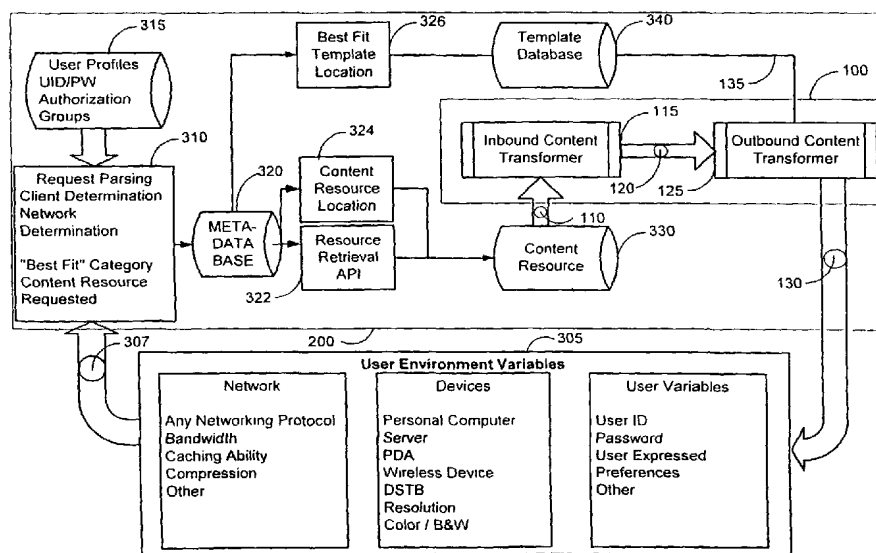 315
User Profiles
UID/PW
Authorization
Groups
310
Request Parsing
Client Determination
Network
Determination
"Best Fit" Category
Content Resource
Requested
320
META-
DATA
BASE
Best Fit
Template
Location
326
324
Content
Resource
Location
Resource
Retrieval
API
322
Template
Database
340
135
100
Inbound Content
Transformer
115
120
125
Outbound Content
Transformer
110
Content
Resource
330
130
307
200
305
User Environment Variables
Network
Any Networking Protocol
Bandwidth
Caching Ability
Compression
Other
Devices
Personal Computer
Server
PDA
Wireless Device
DSTB
Resolution
Color / B&W
User Variables
User ID
Password
User Expressed
Preferences
Other